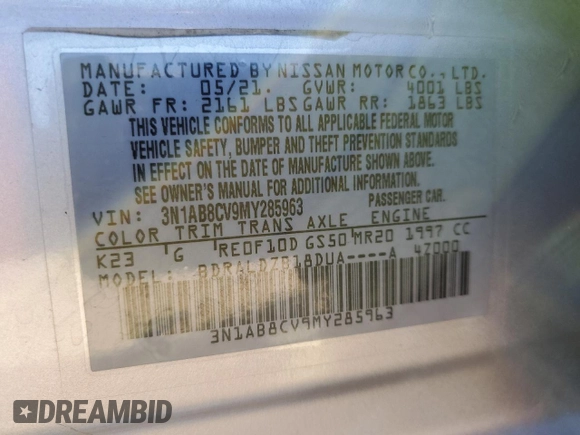 MANUFACTURED BY NISSAN MOTOR CO., LTD.
DATE: 05/21. GVWR: 4001 LBS
GAWR FR: 2161 LBS GAWR RR: 1863 LBS
THIS VEHICLE CONFORMS TO ALL APPLICABLE FEDERAL MOTOR
VEHICLE SAFETY, BUMPER AND THEFT PREVENTION STANDARDS
IN EFFECT ON THE DATE OF MANUFACTURE SHOWN ABOVE.
SEE OWNER'S MANUAL FOR ADDITIONAL INFORMATION.
VIN: 3N1AB8CV9MY285963 PASSENGER CAR.
COLOR TRIM TRANS AXLE ENGINE
K23 G RE0F10D GS50 MR20 1997 CC
MODEL: BDRALDZB18DUA----A 47000
3N1AB8CV9MY285963
DREAMBID